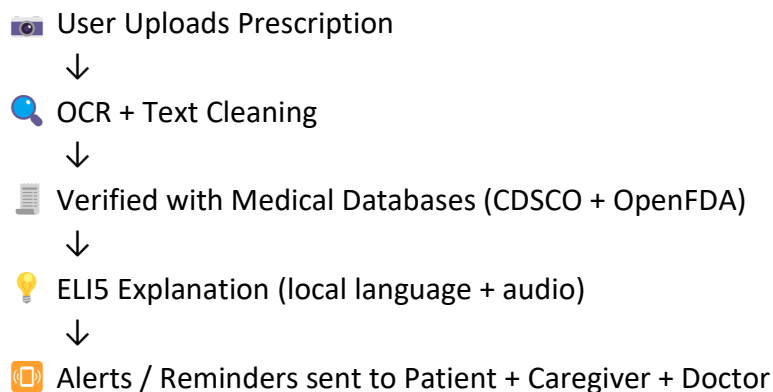 📷 User Uploads Prescription
↓
🔍 OCR + Text Cleaning
↓
🧾 Verified with Medical Databases (CDSCO + OpenFDA)
↓
💡 ELI5 Explanation (local language + audio)
↓
📳 Alerts / Reminders sent to Patient + Caregiver + Doctor